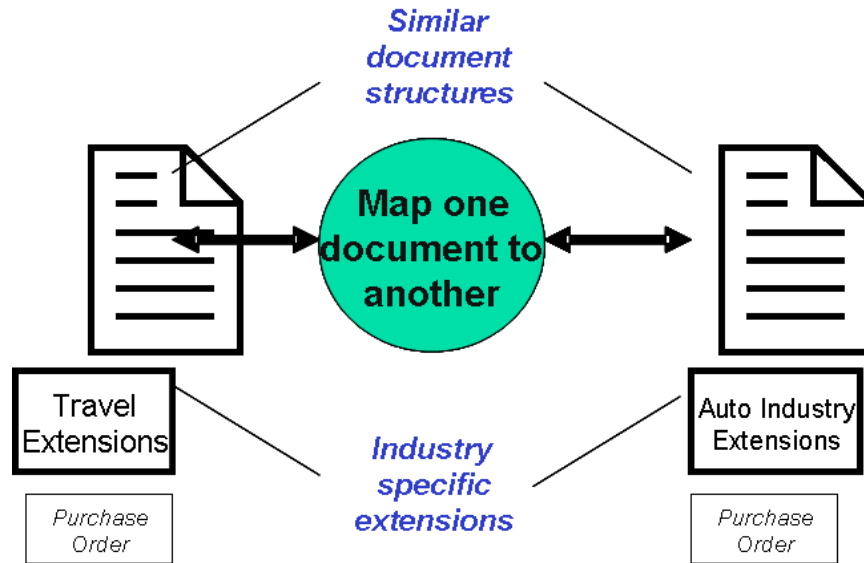 Similar
document
structures
Map one
document to
another
Travel
Extensions
Auto Industry
Extensions
Industry
specific
extensions
Purchase
Order
Purchase
Order